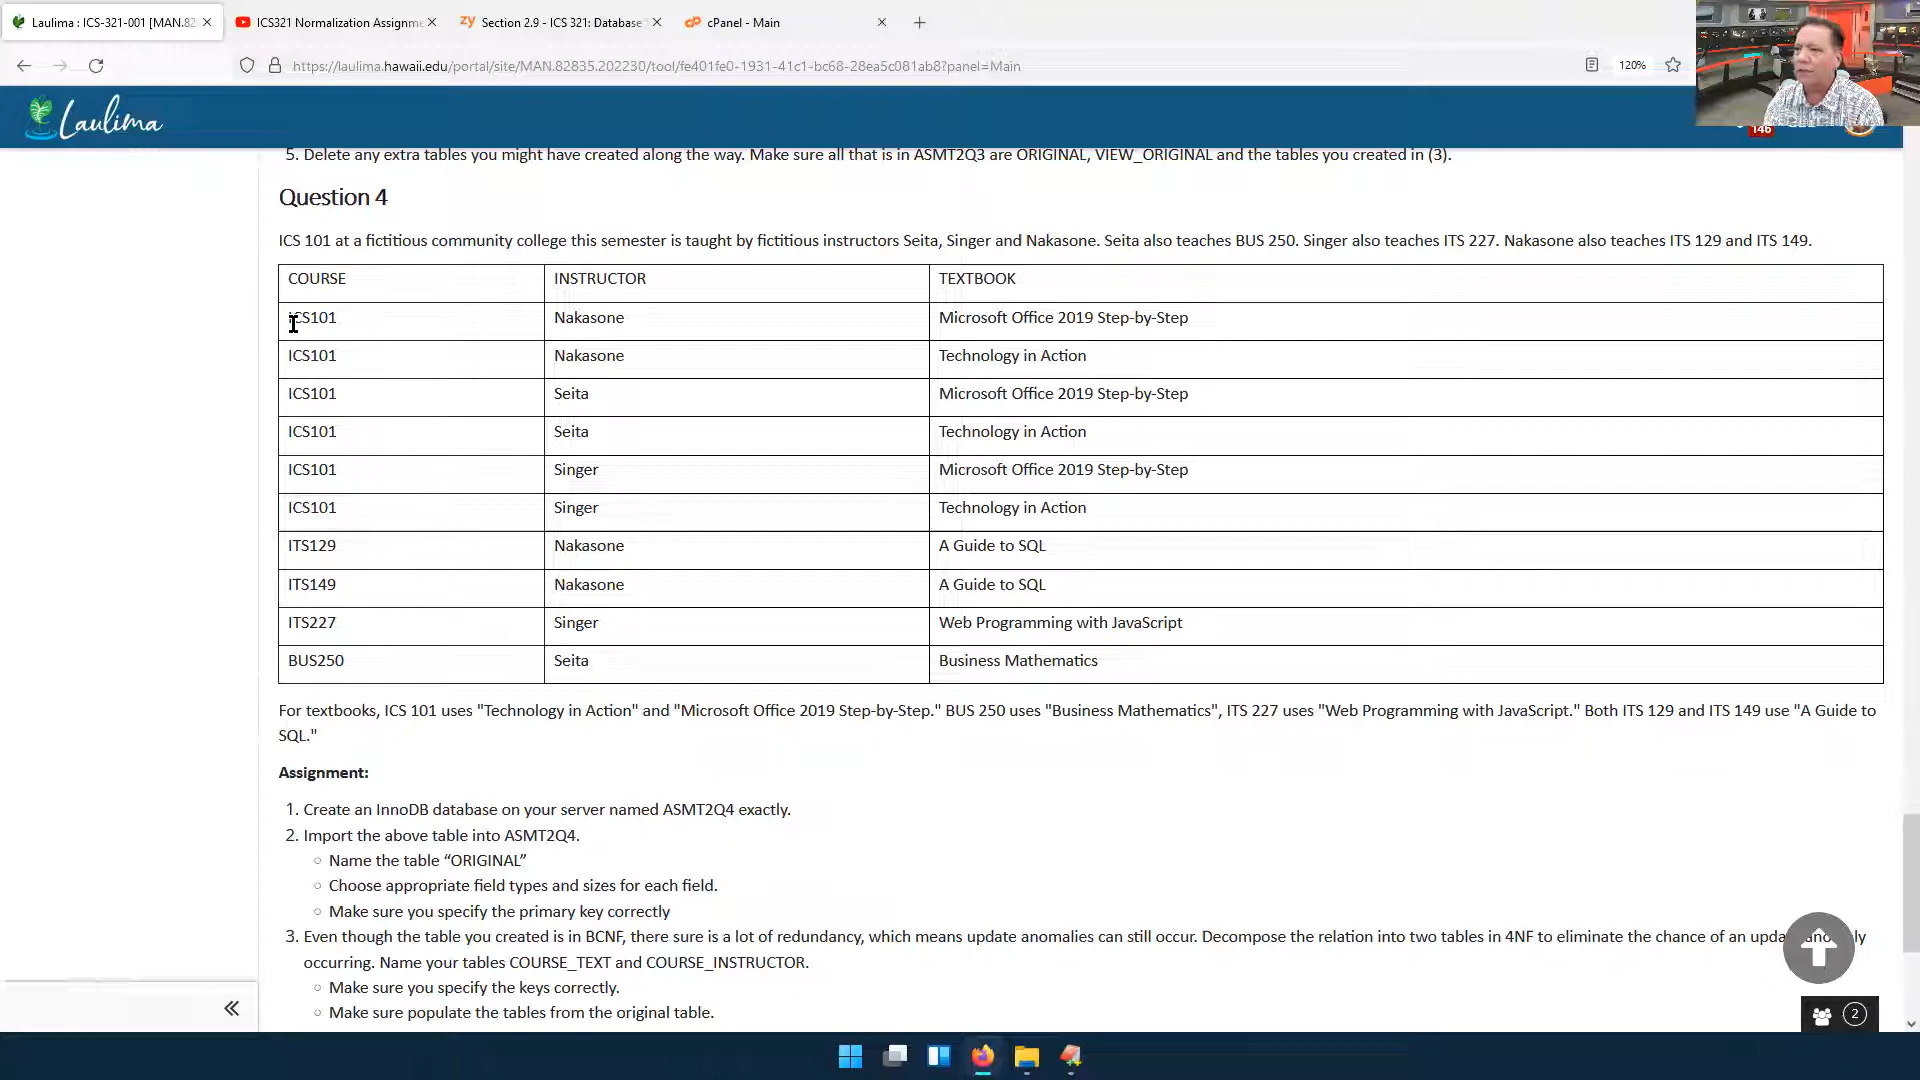 Laulima : ICS-321-001 [MAN.82
ICS321 Normalization Assignme
zy Section 2.9 - ICS 321: Database
cP cPanel - Main
https://laulima.hawaii.edu/portal/site/MAN.82835.202230/tool/fe401fe0-1931-41c1-bc68-28ea5c081ab8?panel=Main
120%
Laulima
146
5. Delete any extra tables you might have created along the way. Make sure all that is in ASMT2Q3 are ORIGINAL, VIEW_ORIGINAL and the tables you created in (3).
Question 4
ICS 101 at a fictitious community college this semester is taught by fictitious instructors Seita, Singer and Nakasone. Seita also teaches BUS 250. Singer also teaches ITS 227. Nakasone also teaches ITS 129 and ITS 149.
COURSE INSTRUCTOR TEXTBOOK
ICS101 Nakasone Microsoft Office 2019 Step-by-Step
ICS101 Nakasone Technology in Action
ICS101 Seita Microsoft Office 2019 Step-by-Step
ICS101 Seita Technology in Action
ICS101 Singer Microsoft Office 2019 Step-by-Step
ICS101 Singer Technology in Action
ITS129 Nakasone A Guide to SQL
ITS149 Nakasone A Guide to SQL
ITS227 Singer Web Programming with JavaScript
BUS250 Seita Business Mathematics
For textbooks, ICS 101 uses "Technology in Action" and "Microsoft Office 2019 Step-by-Step." BUS 250 uses "Business Mathematics", ITS 227 uses "Web Programming with JavaScript." Both ITS 129 and ITS 149 use "A Guide to
SQL."
Assignment:
1. Create an InnoDB database on your server named ASMT2Q4 exactly.
2. Import the above table into ASMT2Q4.
○ Name the table “ORIGINAL”
○ Choose appropriate field types and sizes for each field.
○ Make sure you specify the primary key correctly
3. Even though the table you created is in BCNF, there sure is a lot of redundancy, which means update anomalies can still occur. Decompose the relation into two tables in 4NF to eliminate the chance of an
occurring. Name your tables COURSE_TEXT and COURSE_INSTRUCTOR.
○ Make sure you specify the keys correctly.
○ Make sure populate the tables from the original table.
2